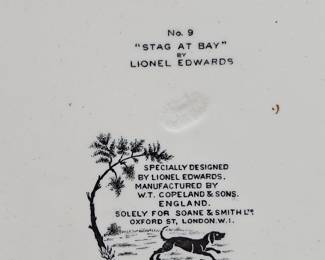 No. 9
"STAG AT BAY"
BY
LIONEL EDWARDS
SPECIALLY DESIGNED
BY LIONEL EDWARDS.
MANUFACTURED BY
W.T. COPELAND & SONS.
ENGLAND.
SOLELY FOR SOANE & SMITH LTD.
OXFORD ST, LONDON.W.I.